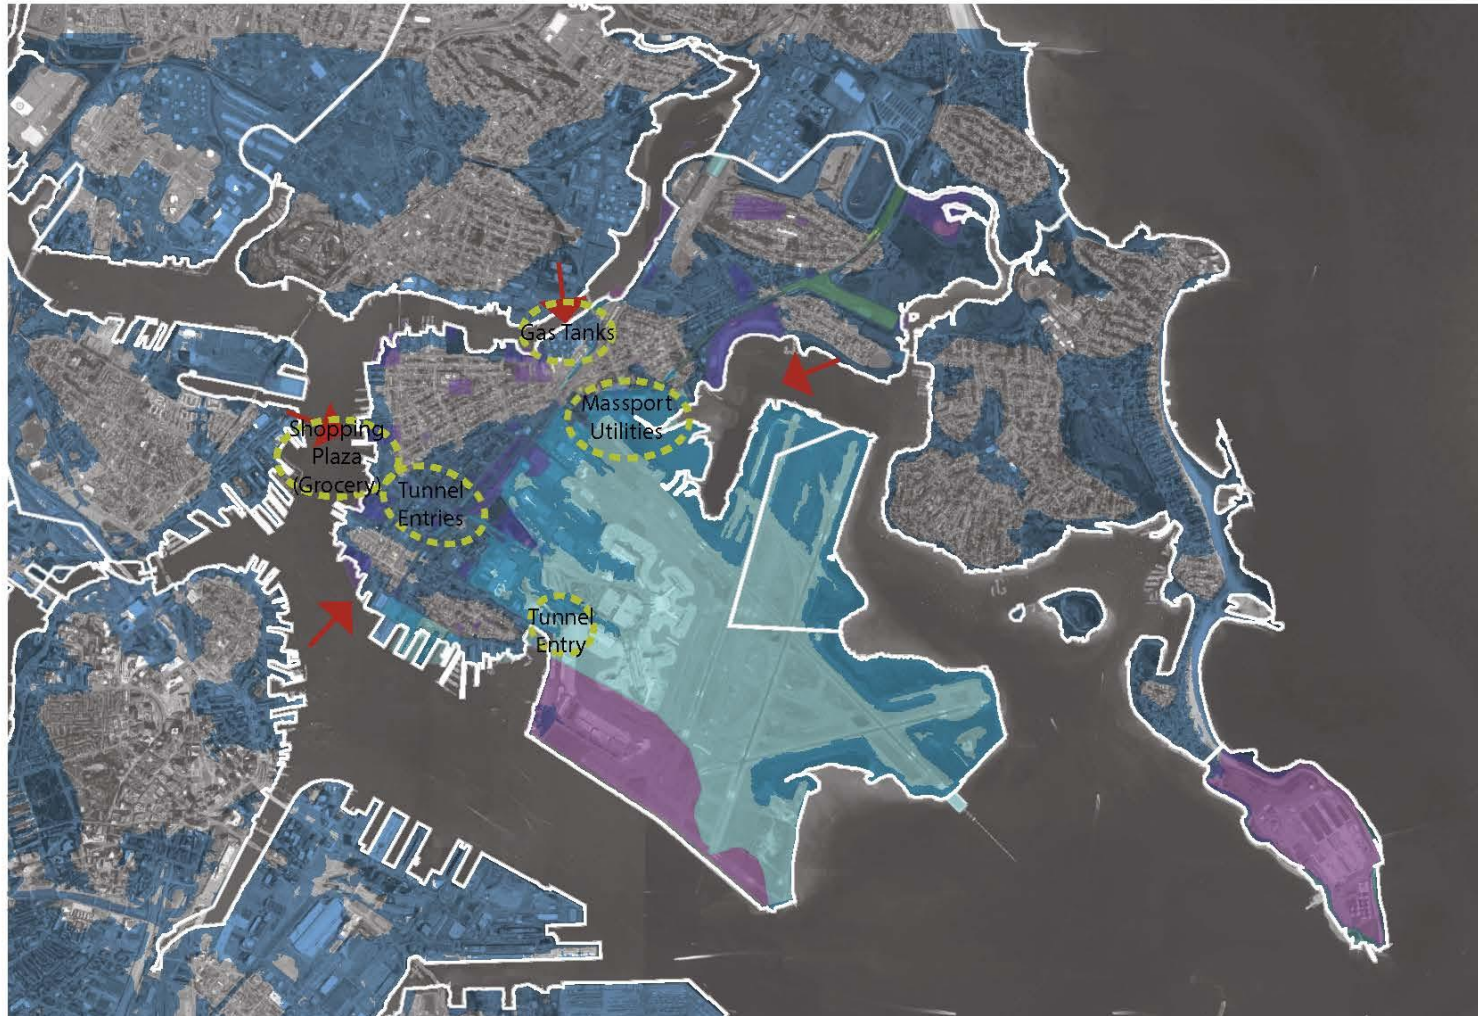 Gas Tanks
Massport
Utilities
Shopping
Plaza
(Grocery)
Tunnel
Entries
Tunnel
Entry